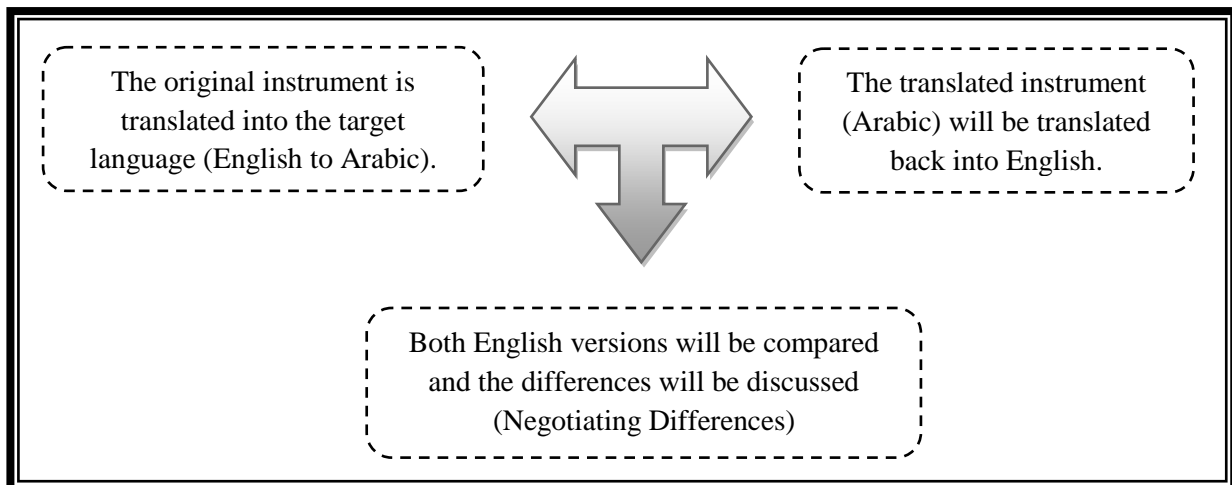 The original instrument is
translated into the target
language (English to Arabic).
The translated instrument
(Arabic) will be translated
back into English.
Both English versions will be compared
and the differences will be discussed
(Negotiating Differences)